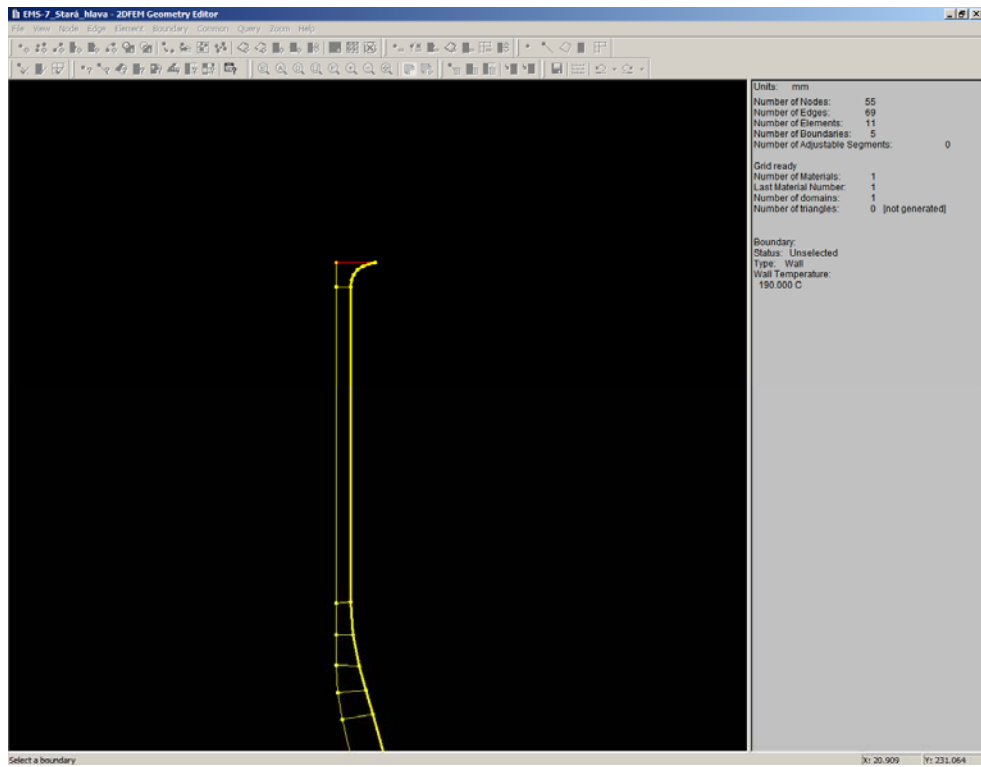 EMS-7_Stará_hlava - 2DFEM Geometry Editor
File View Node Edge Element Boundary Common Query Zoom Help
Units: mm
Number of Nodes: 55
Number of Edges: 69
Number of Elements: 11
Number of Boundaries: 5
Number of Adjustable Segments: 0
Grid ready
Number of Materials: 1
Last Material Number: 1
Number of domains: 1
Number of triangles: 0 [not generated]
Boundary:
Status: Unselected
Type: Wall
Wall Temperature:
190.000 C
Select a boundary
X: 20.909
Y: 231.064